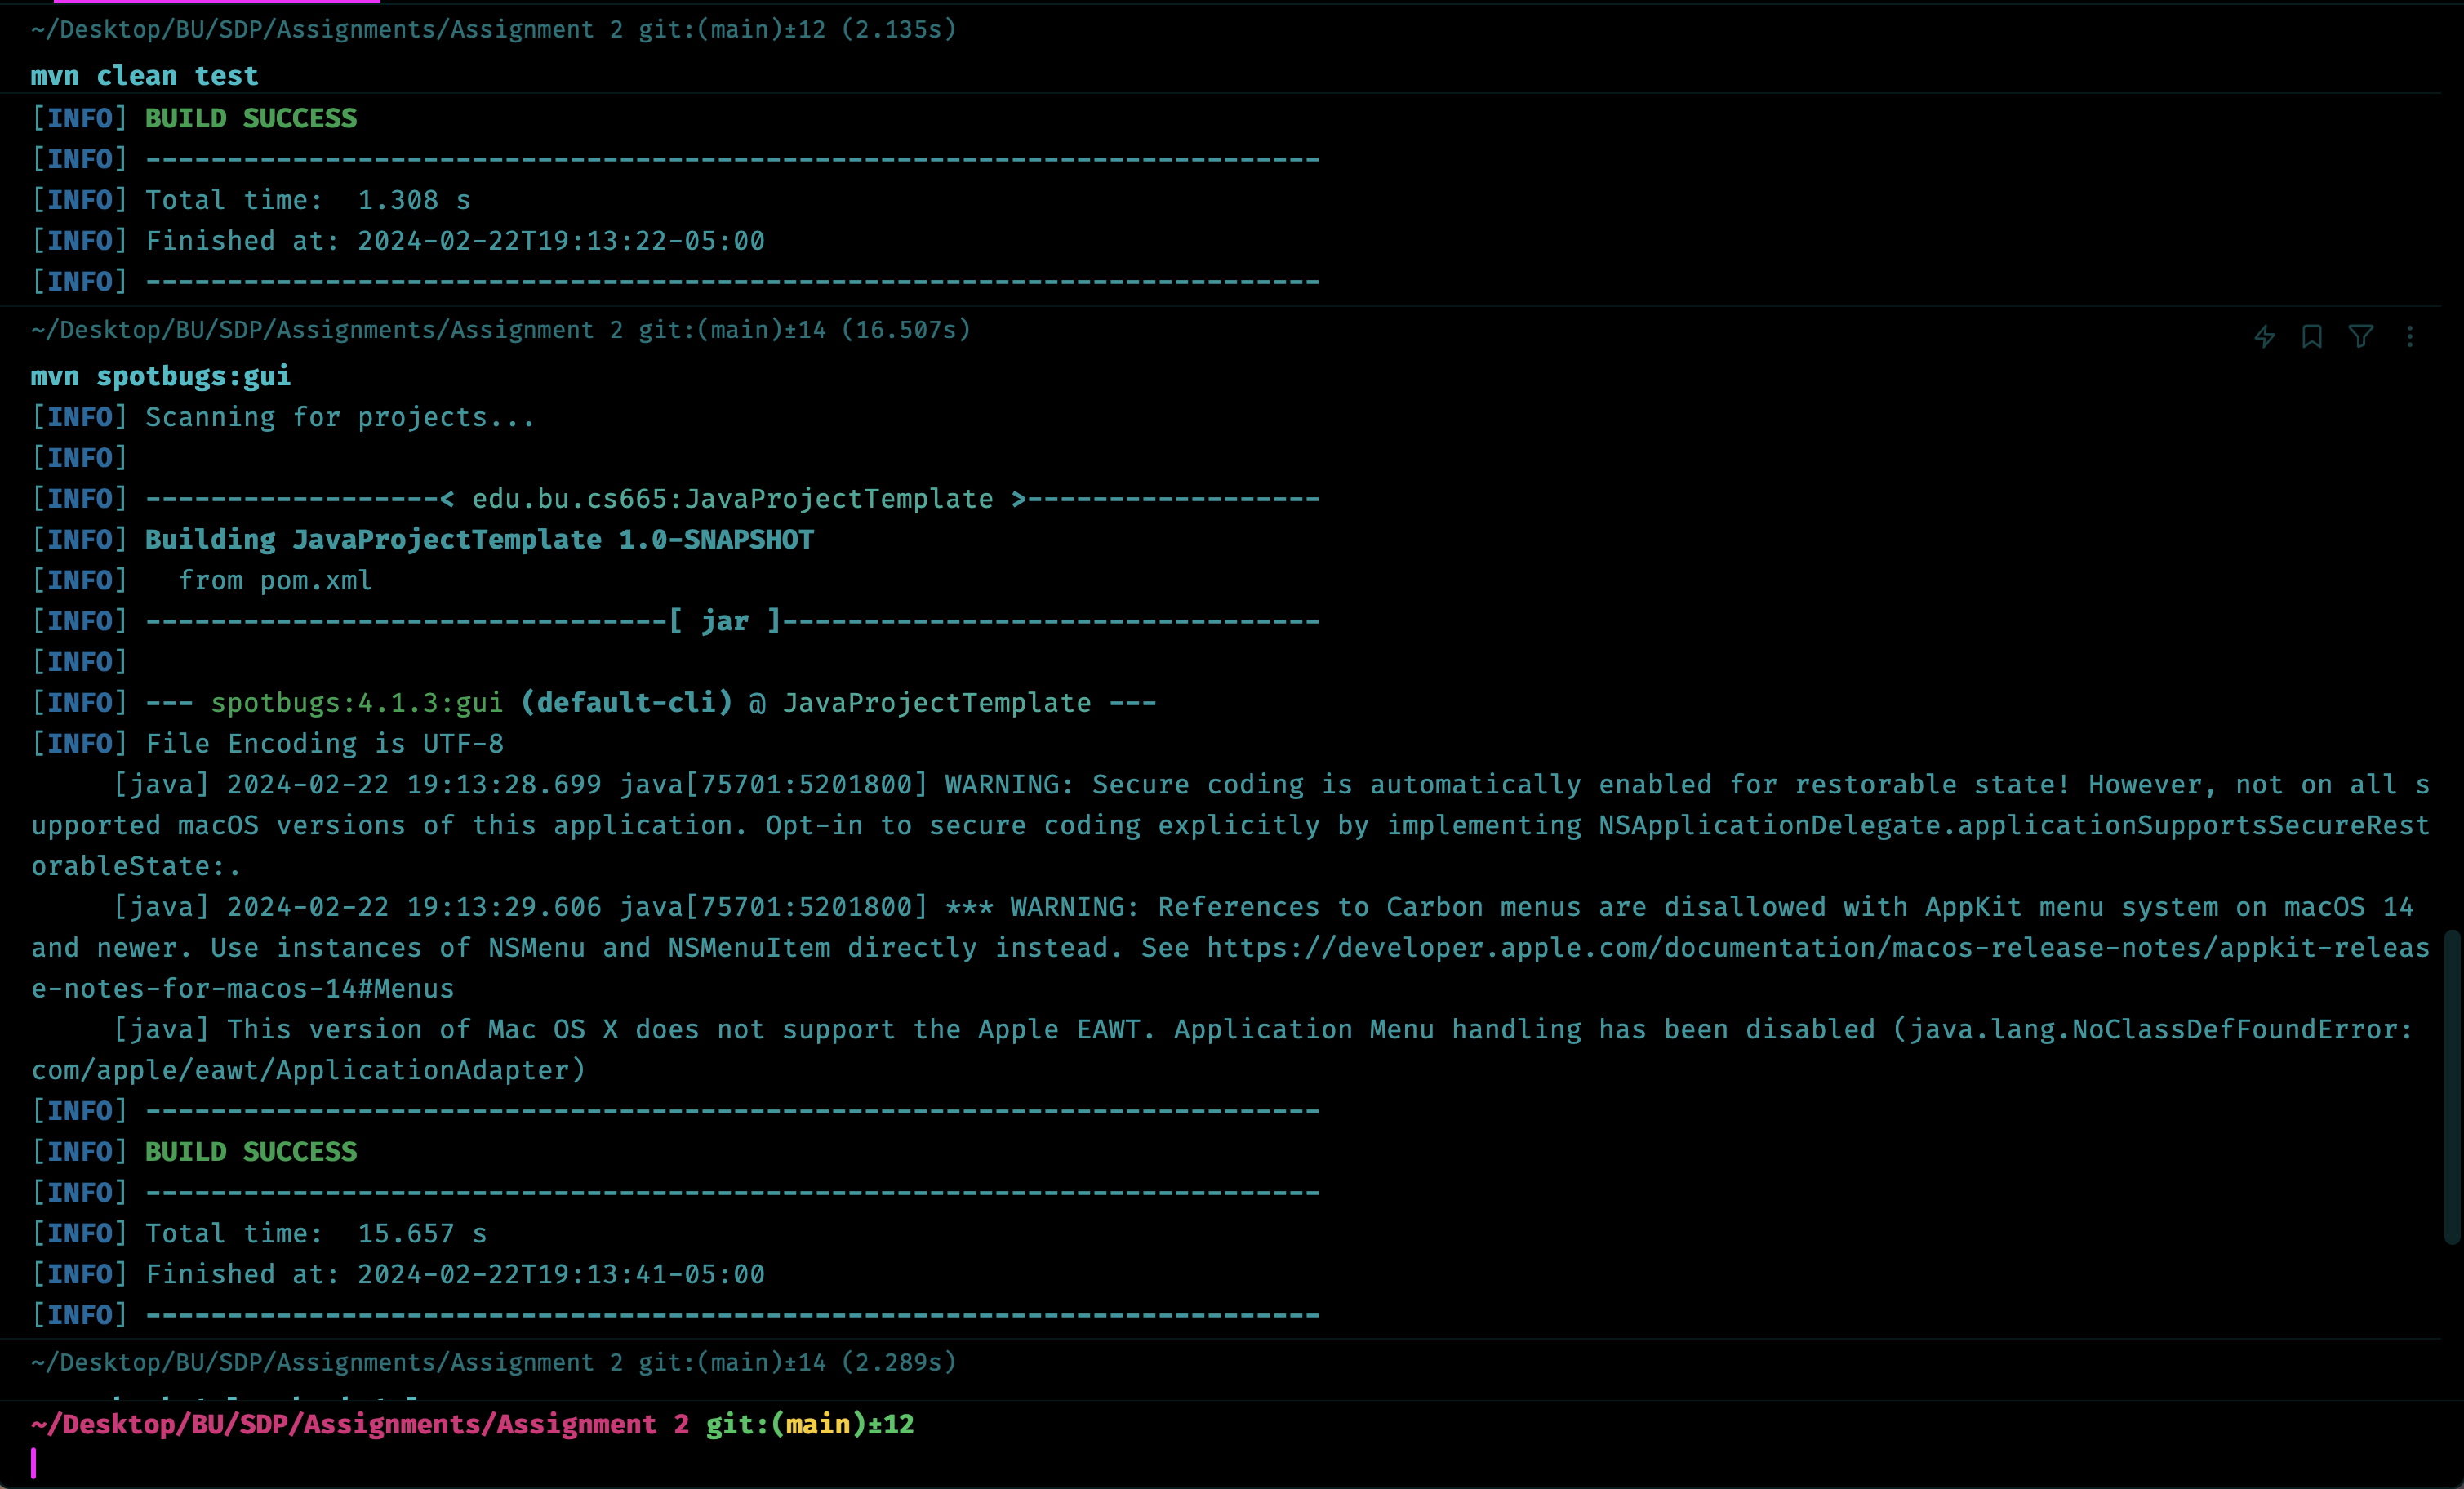 ~/Desktop/BU/SDP/Assignments/Assignment 2 git:(main)±12 (2.135s)
mvn clean test
[INFO] BUILD SUCCESS
[INFO] ------------------------------------------------------------------------
[INFO] Total time:  1.308 s
[INFO] Finished at: 2024-02-22T19:13:22-05:00
[INFO] ------------------------------------------------------------------------
~/Desktop/BU/SDP/Assignments/Assignment 2 git:(main)±14 (16.507s)
mvn spotbugs:gui
[INFO] Scanning for projects...
[INFO]
[INFO] ------------------< edu.bu.cs665:JavaProjectTemplate >------------------
[INFO] Building JavaProjectTemplate 1.0-SNAPSHOT
[INFO]   from pom.xml
[INFO] --------------------------------[ jar ]---------------------------------
[INFO]
[INFO] --- spotbugs:4.1.3:gui (default-cli) @ JavaProjectTemplate ---
[INFO] File Encoding is UTF-8
     [java] 2024-02-22 19:13:28.699 java[75701:5201800] WARNING: Secure coding is automatically enabled for restorable state! However, not on all s
upported macOS versions of this application. Opt-in to secure coding explicitly by implementing NSApplicationDelegate.applicationSupportsSecureRest
orableState:.
     [java] 2024-02-22 19:13:29.606 java[75701:5201800] *** WARNING: References to Carbon menus are disallowed with AppKit menu system on macOS 14
and newer. Use instances of NSMenu and NSMenuItem directly instead. See https://developer.apple.com/documentation/macos-release-notes/appkit-releas
e-notes-for-macos-14#Menus
     [java] This version of Mac OS X does not support the Apple EAWT. Application Menu handling has been disabled (java.lang.NoClassDefFoundError:
com/apple/eawt/ApplicationAdapter)
[INFO] ------------------------------------------------------------------------
[INFO] BUILD SUCCESS
[INFO] ------------------------------------------------------------------------
[INFO] Total time:  15.657 s
[INFO] Finished at: 2024-02-22T19:13:41-05:00
[INFO] ------------------------------------------------------------------------
~/Desktop/BU/SDP/Assignments/Assignment 2 git:(main)±14 (2.289s)
~/Desktop/BU/SDP/Assignments/Assignment 2 git:(main)±12